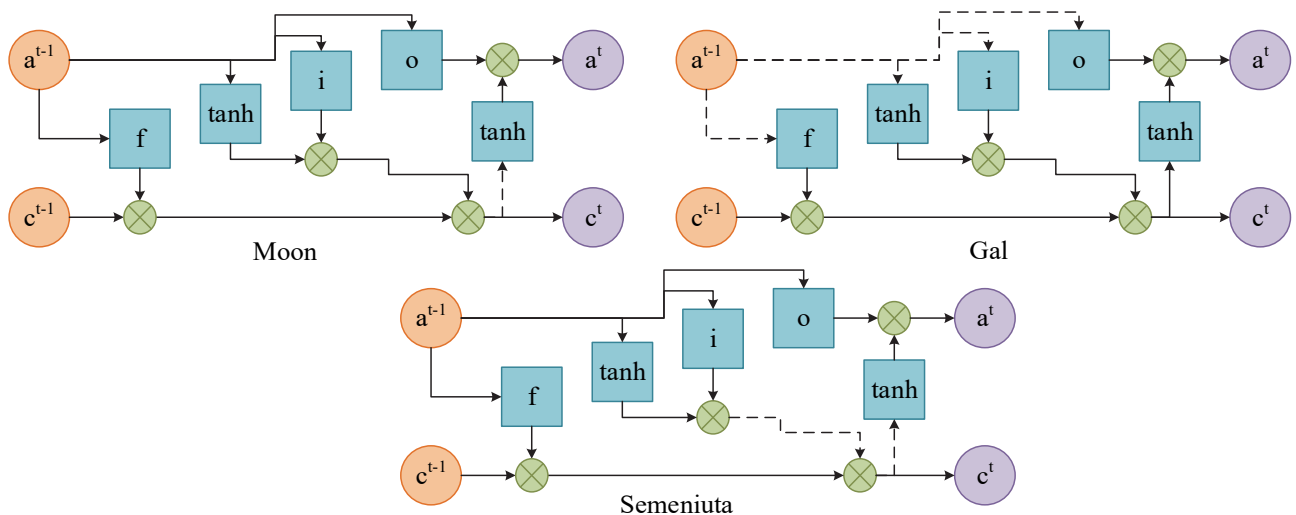 a^t-1 o a^t
i
tanh tanh
f
c^t-1 c^t
Moon
a^t-1 o a^t
i
tanh tanh
f
c^t-1 c^t
Gal
a^t-1 o a^t
i
tanh tanh
f
c^t-1 c^t
Semeniuta